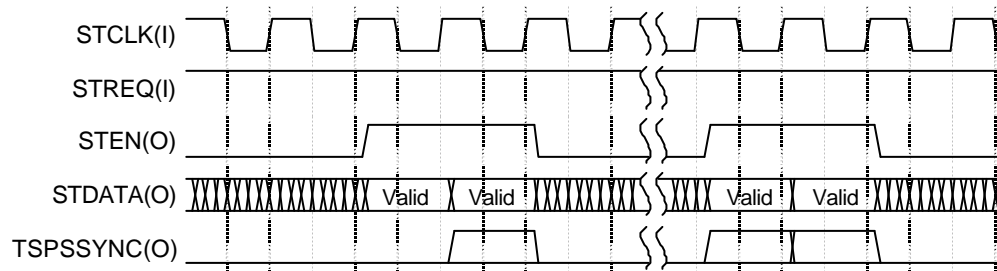 STCLK(I)
STREQ(I)
STEN(O)
STDATA(O) Valid Valid Valid Valid
TSPSSYNC(O)